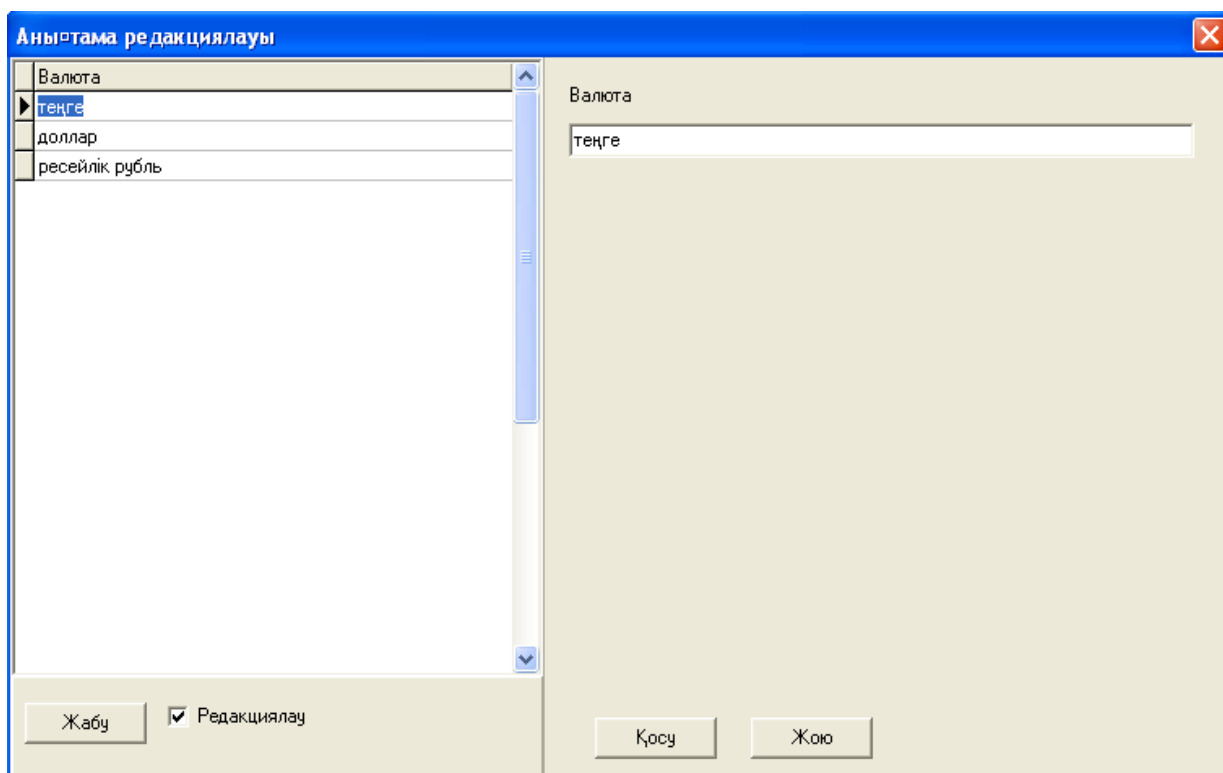 Аны¤тама редакциялауы
Валюта
теңге
доллар
ресейлік рубль
Валюта
теңге
Жабу
Редакциялау
Қосу
Жою